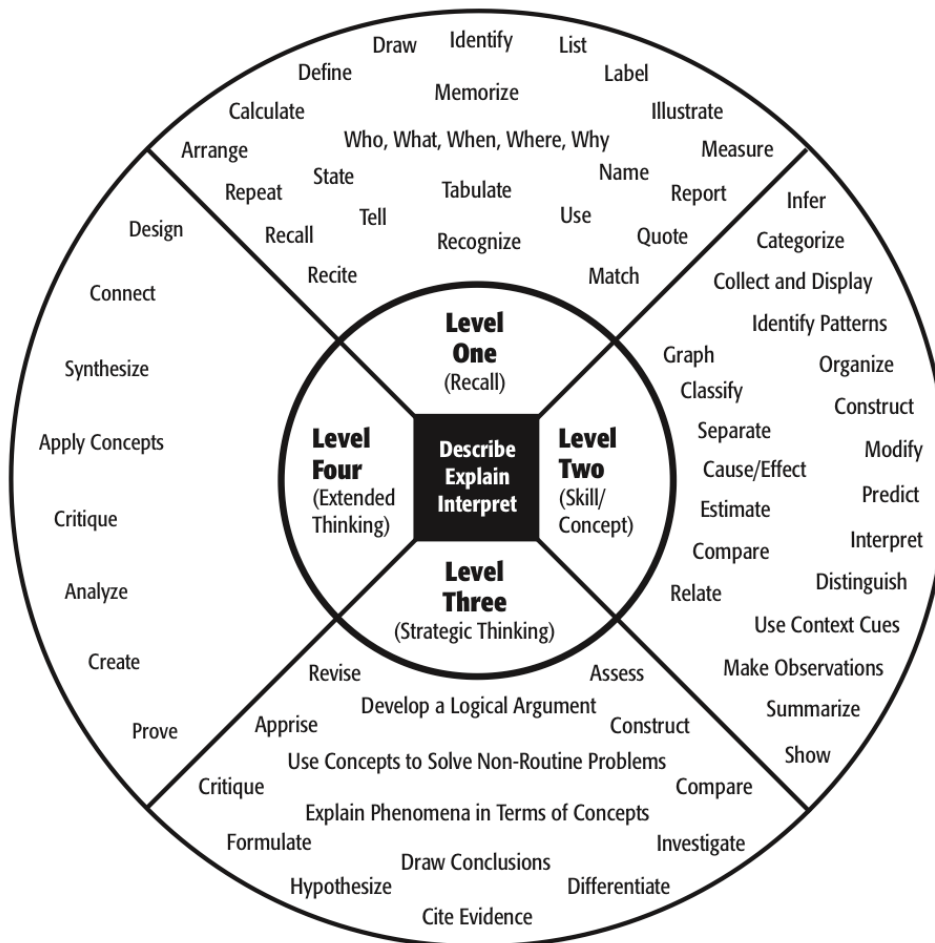 Draw
Identify
List
Define
Label
Calculate
Memorize
Illustrate
Arrange
Who, What, When, Where, Why
Measure
Repeat
State
Tabulate
Name
Report
Recall
Tell
Recognize
Use
Quote
Recite
Match
Level
One
(Recall)
Infer
Categorize
Collect and Display
Identify Patterns
Graph
Organize
Classify
Construct
Separate
Modify
Cause/Effect
Predict
Estimate
Interpret
Compare
Distinguish
Relate
Use Context Cues
Make Observations
Summarize
Show
Level
Two
(Skill/
Concept)
Describe
Explain
Interpret
Level
Three
(Strategic Thinking)
Revise
Assess
Develop a Logical Argument
Apprise
Construct
Use Concepts to Solve Non-Routine Problems
Critique
Compare
Explain Phenomena in Terms of Concepts
Formulate
Investigate
Draw Conclusions
Hypothesize
Differentiate
Cite Evidence
Level
Four
(Extended
Thinking)
Design
Connect
Synthesize
Apply Concepts
Critique
Analyze
Create
Prove